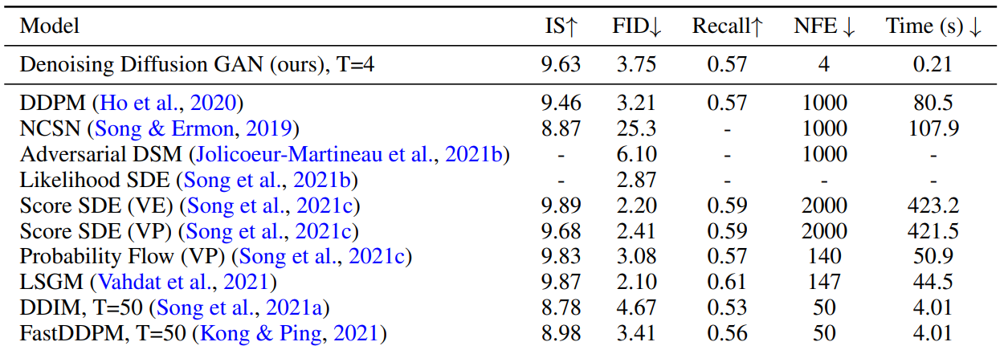 Model IS↑ FID↓ Recall↑ NFE ↓ Time (s) ↓
Denoising Diffusion GAN (ours), T=4 9.63 3.75 0.57 4 0.21
DDPM (Ho et al., 2020) 9.46 3.21 0.57 1000 80.5
NCSN (Song & Ermon, 2019) 8.87 25.3 - 1000 107.9
Adversarial DSM (Jolicoeur-Martineau et al., 2021b) - 6.10 - 1000 -
Likelihood SDE (Song et al., 2021b) - 2.87 - - -
Score SDE (VE) (Song et al., 2021c) 9.89 2.20 0.59 2000 423.2
Score SDE (VP) (Song et al., 2021c) 9.68 2.41 0.59 2000 421.5
Probability Flow (VP) (Song et al., 2021c) 9.83 3.08 0.57 140 50.9
LSGM (Vahdat et al., 2021) 9.87 2.10 0.61 147 44.5
DDIM, T=50 (Song et al., 2021a) 8.78 4.67 0.53 50 4.01
FastDDPM, T=50 (Kong & Ping, 2021) 8.98 3.41 0.56 50 4.01